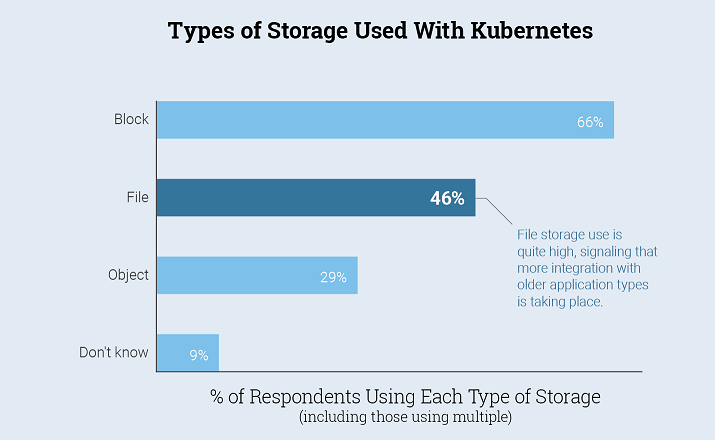 Types of Storage Used With Kubernetes
Block
66%
File
46%
File storage use is
quite high, signaling that
more integration with
older application types
is taking place.
Object
29%
Don't know
9%
% of Respondents Using Each Type of Storage
(including those using multiple)